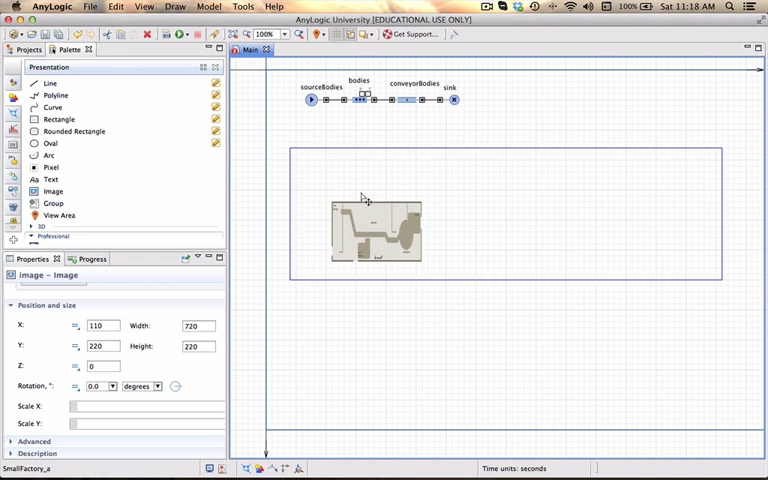 AnyLogic File Edit View Draw Model Tools Help 100% Sat 11:18 AM
AnyLogic University [EDUCATIONAL USE ONLY]
100% Get Support...
Projects Palette Main
Presentation
Line
Polyline
Curve
Rectangle
Rounded Rectangle
Oval
Arc
Pixel
Text
Image
Group
View Area
3D
Professional
sourceBodies bodies conveyorBodies sink
Properties Progress
image - Image
Position and size
X: 110 Width: 720
Y: 220 Height: 220
Z: 0
Rotation, °: 0.0 degrees
Scale X:
Scale Y:
Advanced
Description
SmallFactory_a Time units: seconds